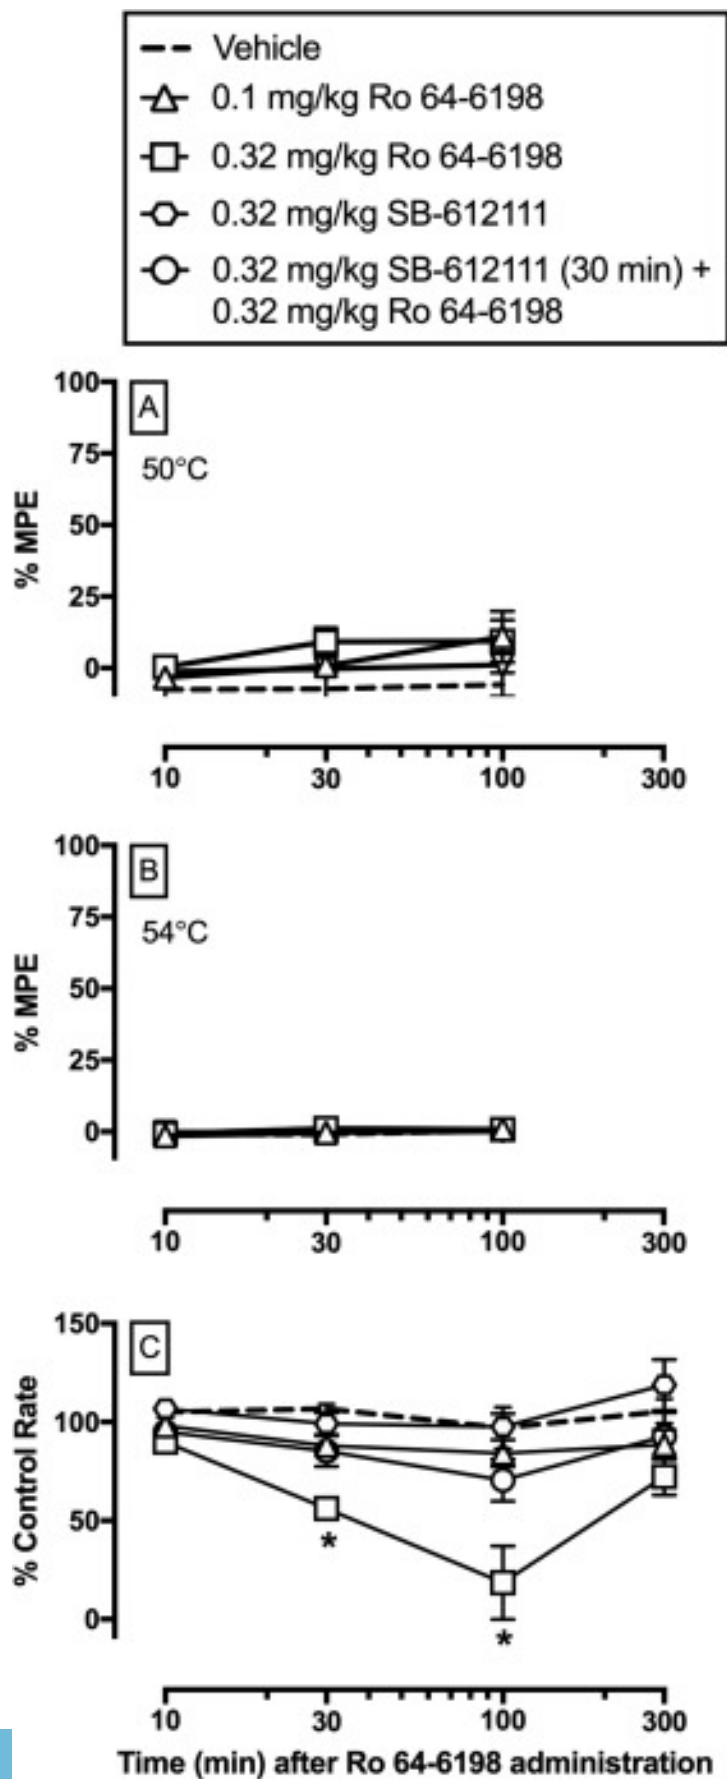 Vehicle
0.1 mg/kg Ro 64-6198
0.32 mg/kg Ro 64-6198
0.32 mg/kg SB-612111
0.32 mg/kg SB-612111 (30 min) +
0.32 mg/kg Ro 64-6198
100
A
75
50°C
50
25
0
% MPE
10 30 100 300
100
B
75
54°C
50
25
0
% MPE
10 30 100 300
150
C
100
50
0
% Control Rate
*
*
10 30 100 300
Time (min) after Ro 64-6198 administration